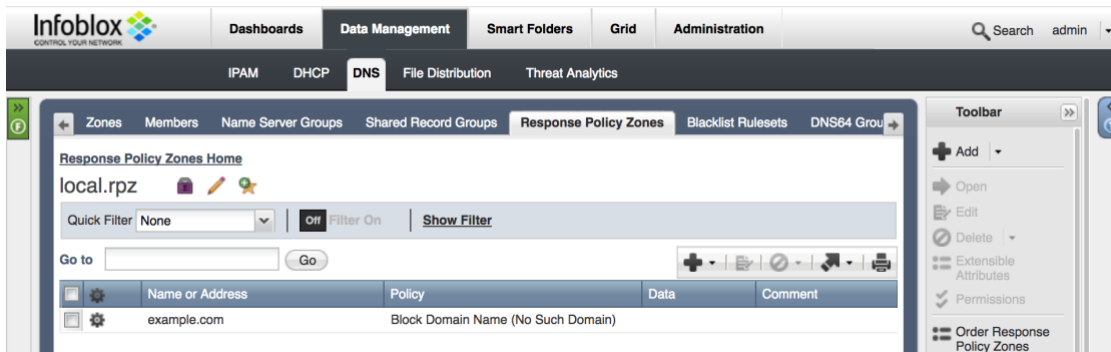 Infoblox
CONTROL YOUR NETWORK
Dashboards Data Management Smart Folders Grid Administration Search admin
IPAM DHCP DNS File Distribution Threat Analytics
Zones Members Name Server Groups Shared Record Groups Response Policy Zones Blacklist Rulesets DNS64 Grou
Toolbar
Response Policy Zones Home
local.rpz
Quick Filter None Off Filter On Show Filter
Go to Go
Name or Address Policy Data Comment
example.com Block Domain Name (No Such Domain)
Add
Open
Edit
Delete
Extensible
Attributes
Permissions
Order Response
Policy Zones